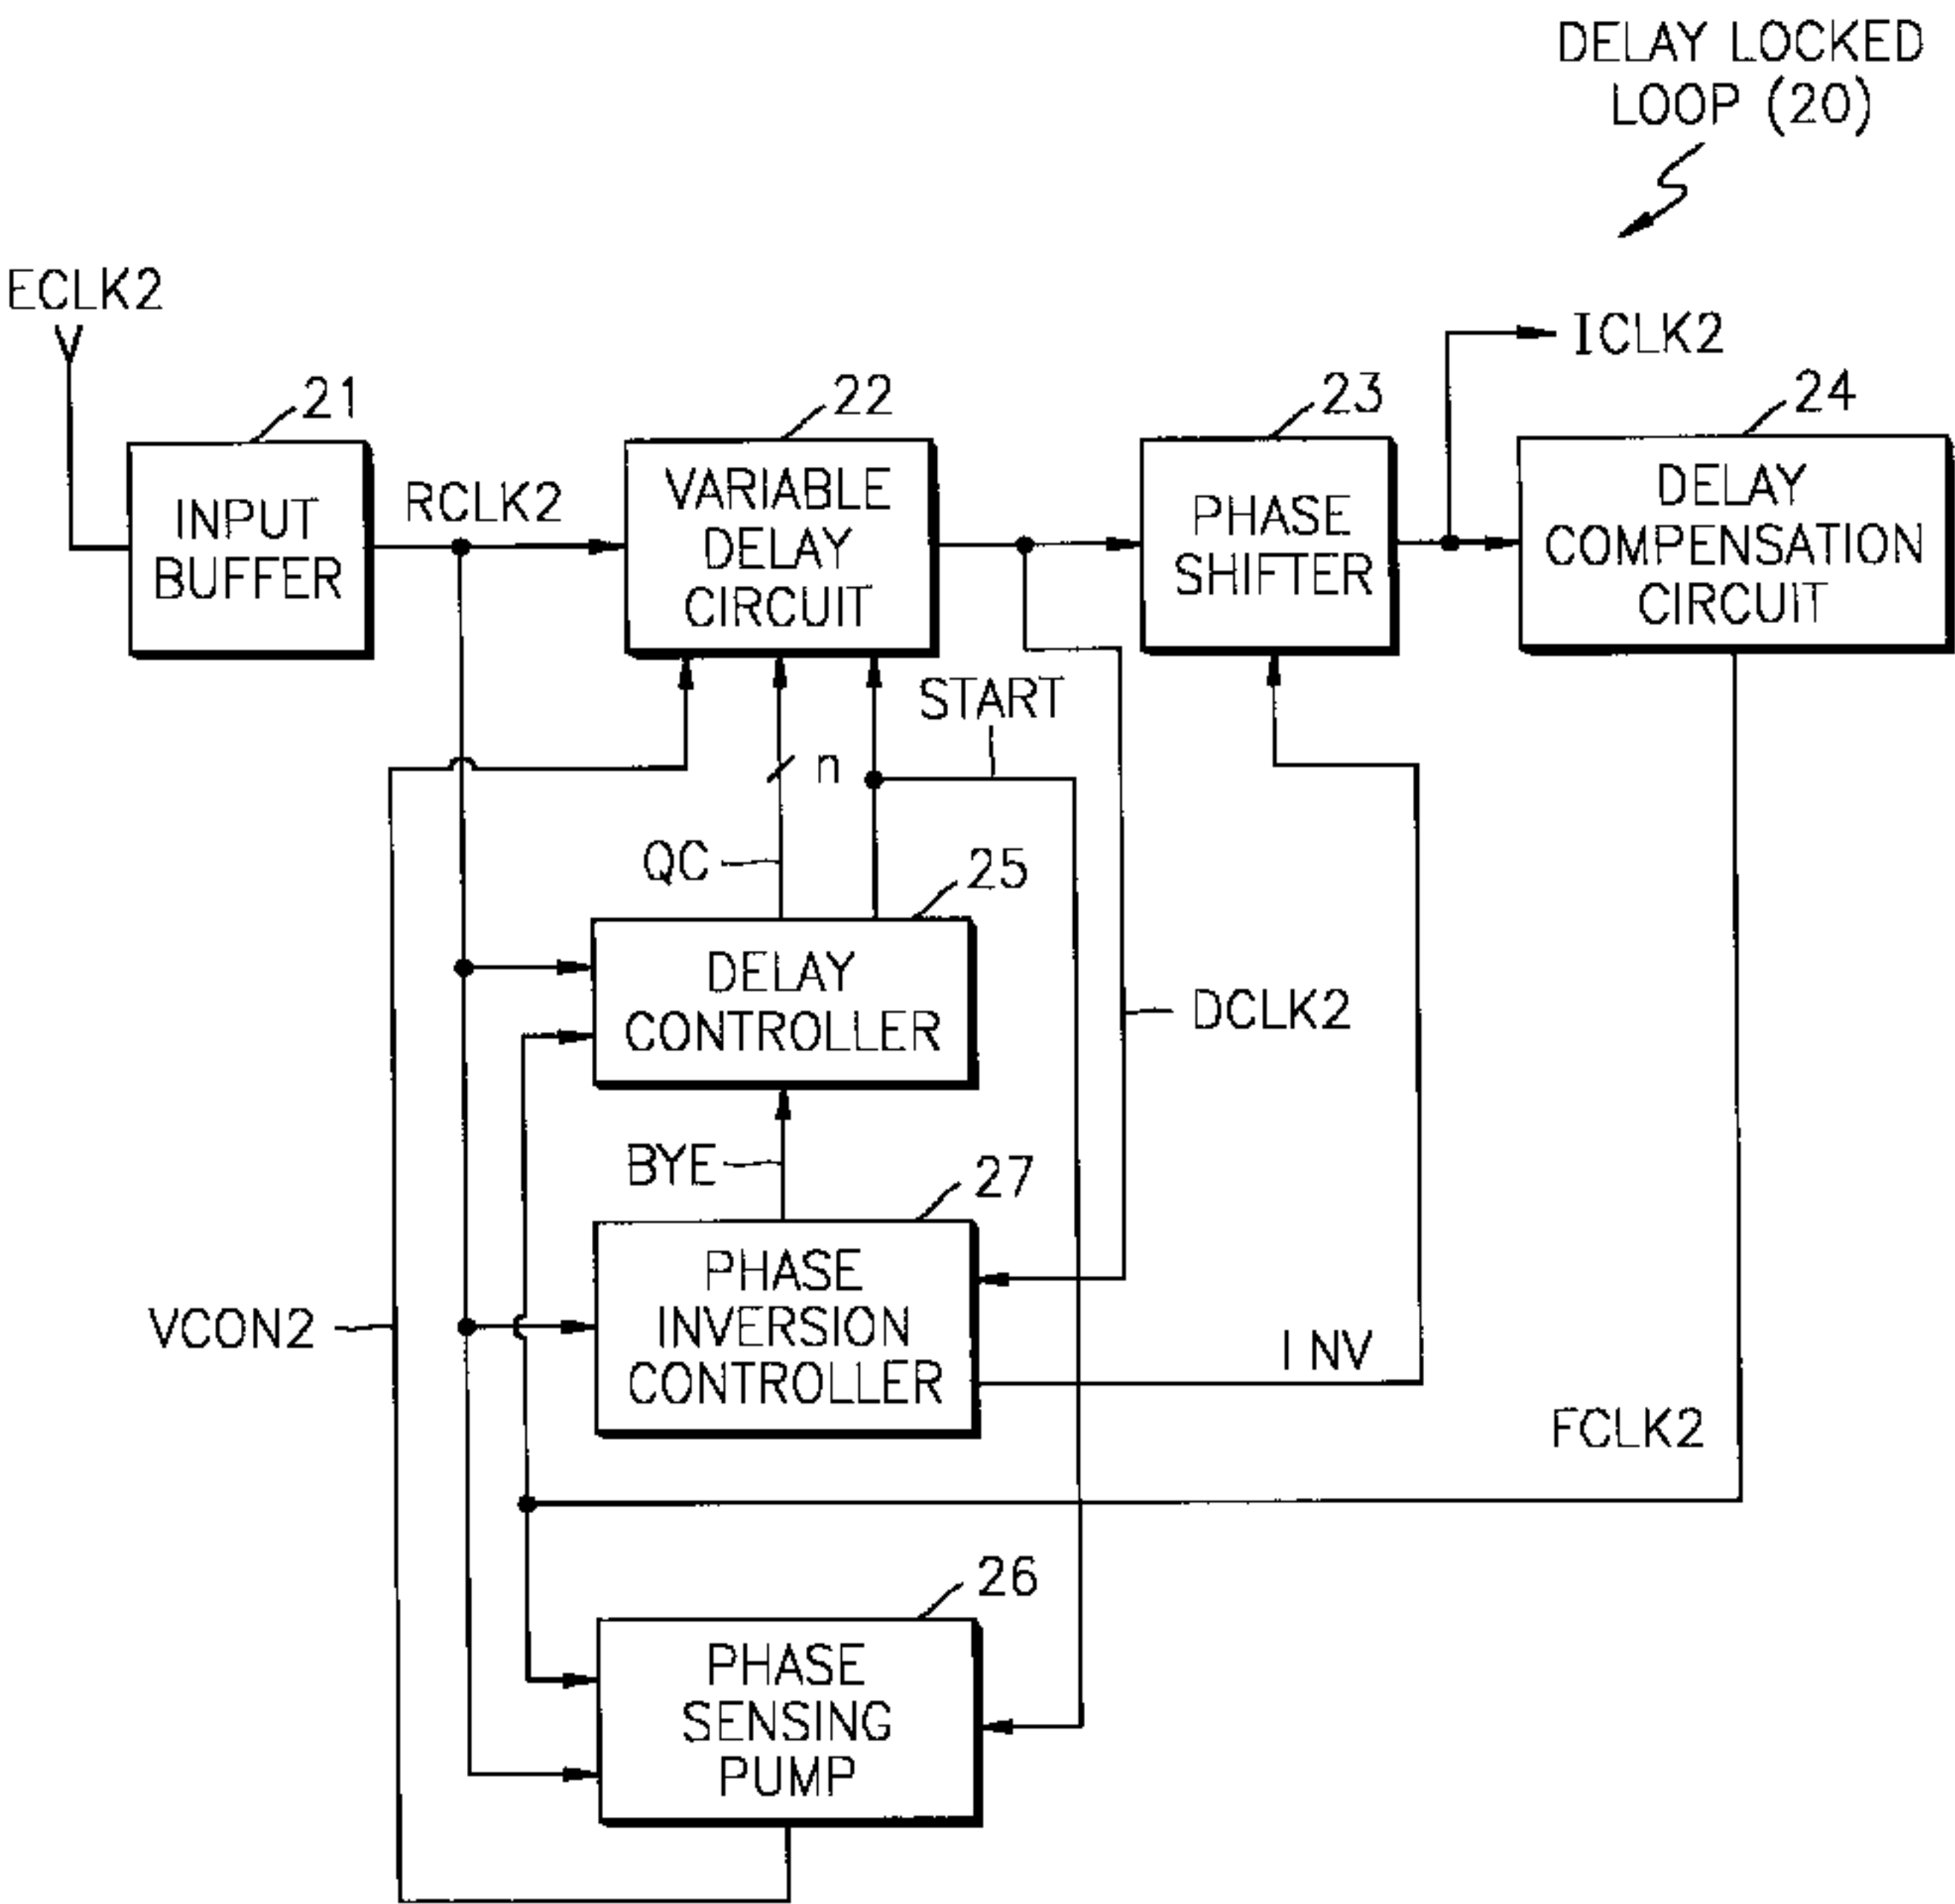 DELAY LOCKED
LOOP (20)
ECLK2
ICLK2
21
22
23
24
INPUT
BUFFER
RCLK2
VARIABLE
DELAY
CIRCUIT
PHASE
SHIFTER
DELAY
COMPENSATION
CIRCUIT
START
n
QC
25
DELAY
CONTROLLER
DCLK2
BYE
27
PHASE
INVERSION
CONTROLLER
VCON2
INV
FCLK2
26
PHASE
SENSING
PUMP